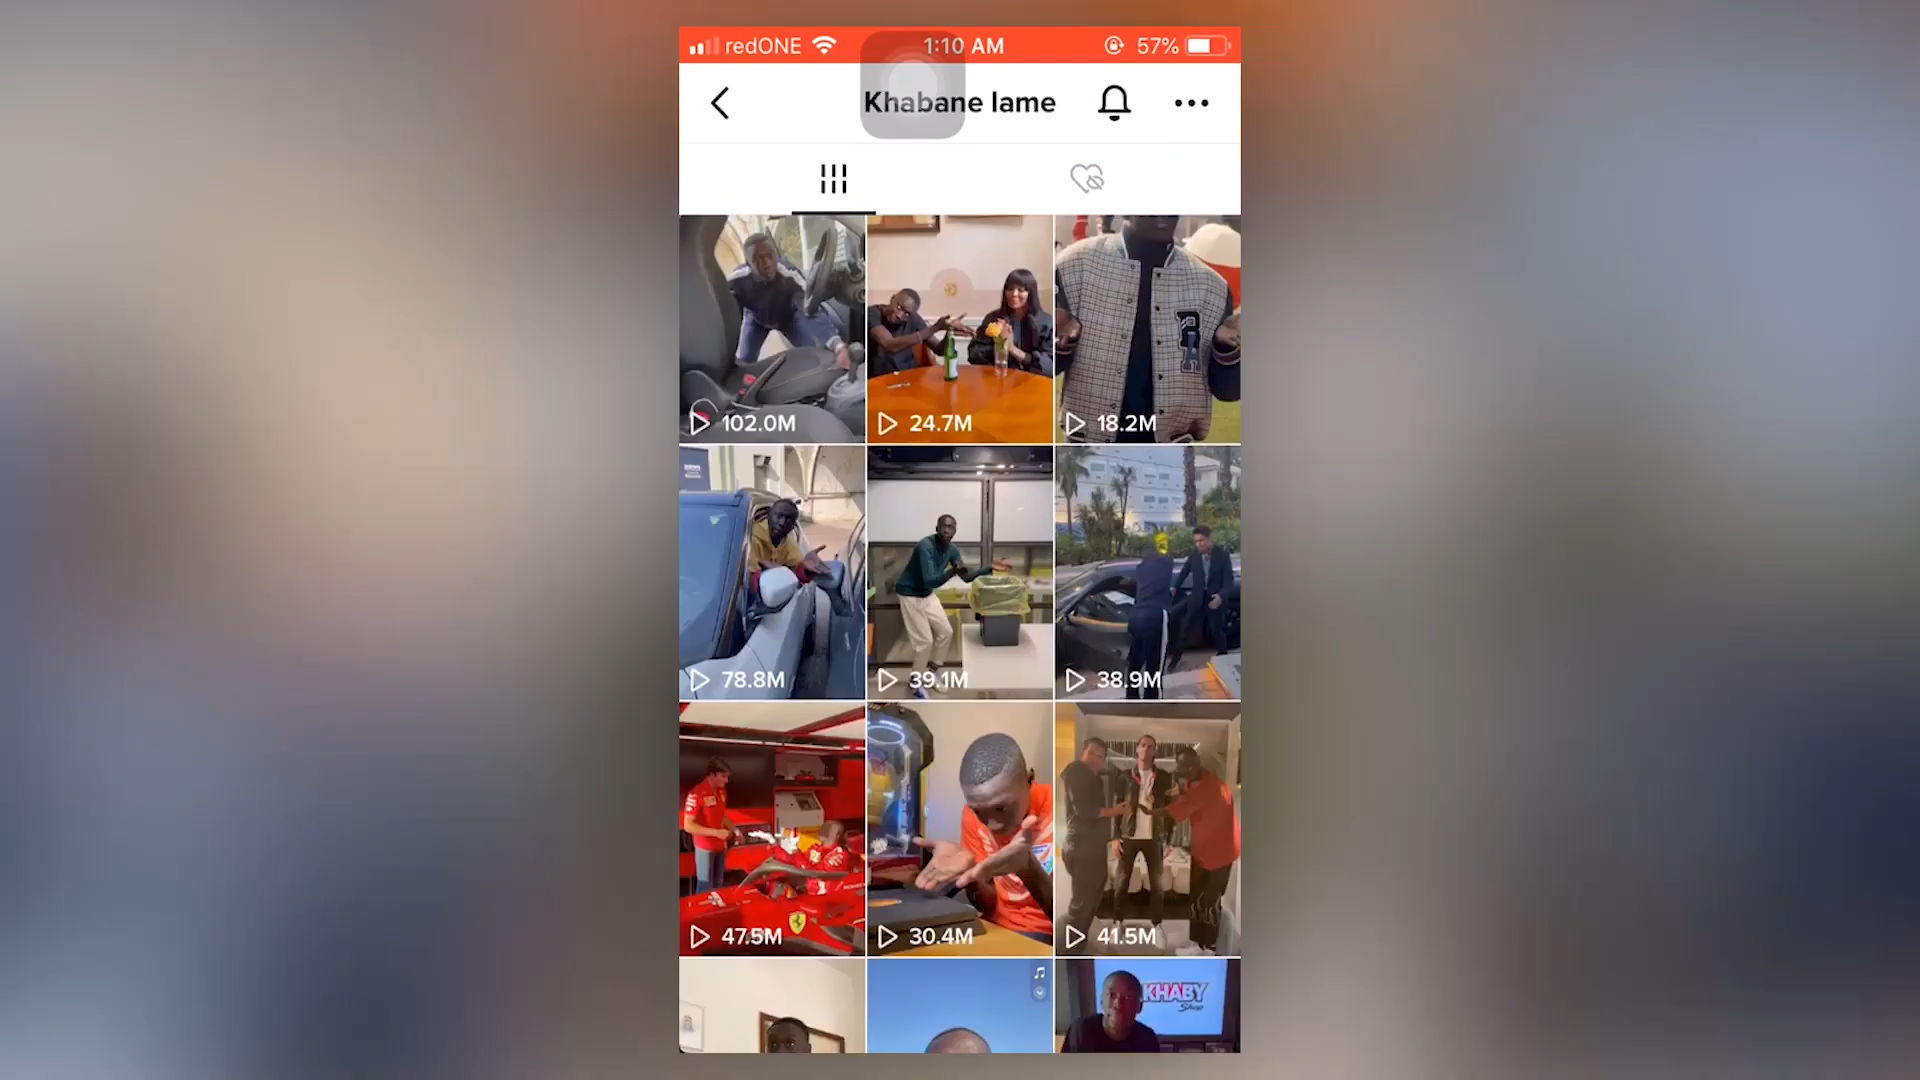 redONE 1:10 AM 57%
Khabane lame
102.0M 24.7M 18.2M
78.8M 39.1M 38.9M
47.5M 30.4M 41.5M
KHABY
Shop